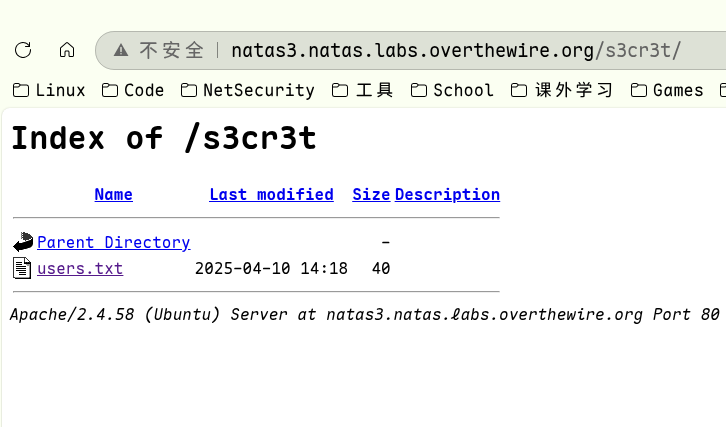 不安全 | natas3.natas.labs.overthewire.org/s3cr3t/
Linux Code NetSecurity 工具 School 课外学习 Games
Index of /s3cr3t
Name Last modified Size Description
Parent Directory -
users.txt 2025-04-10 14:18 40
Apache/2.4.58 (Ubuntu) Server at natas3.natas.labs.overthewire.org Port 80